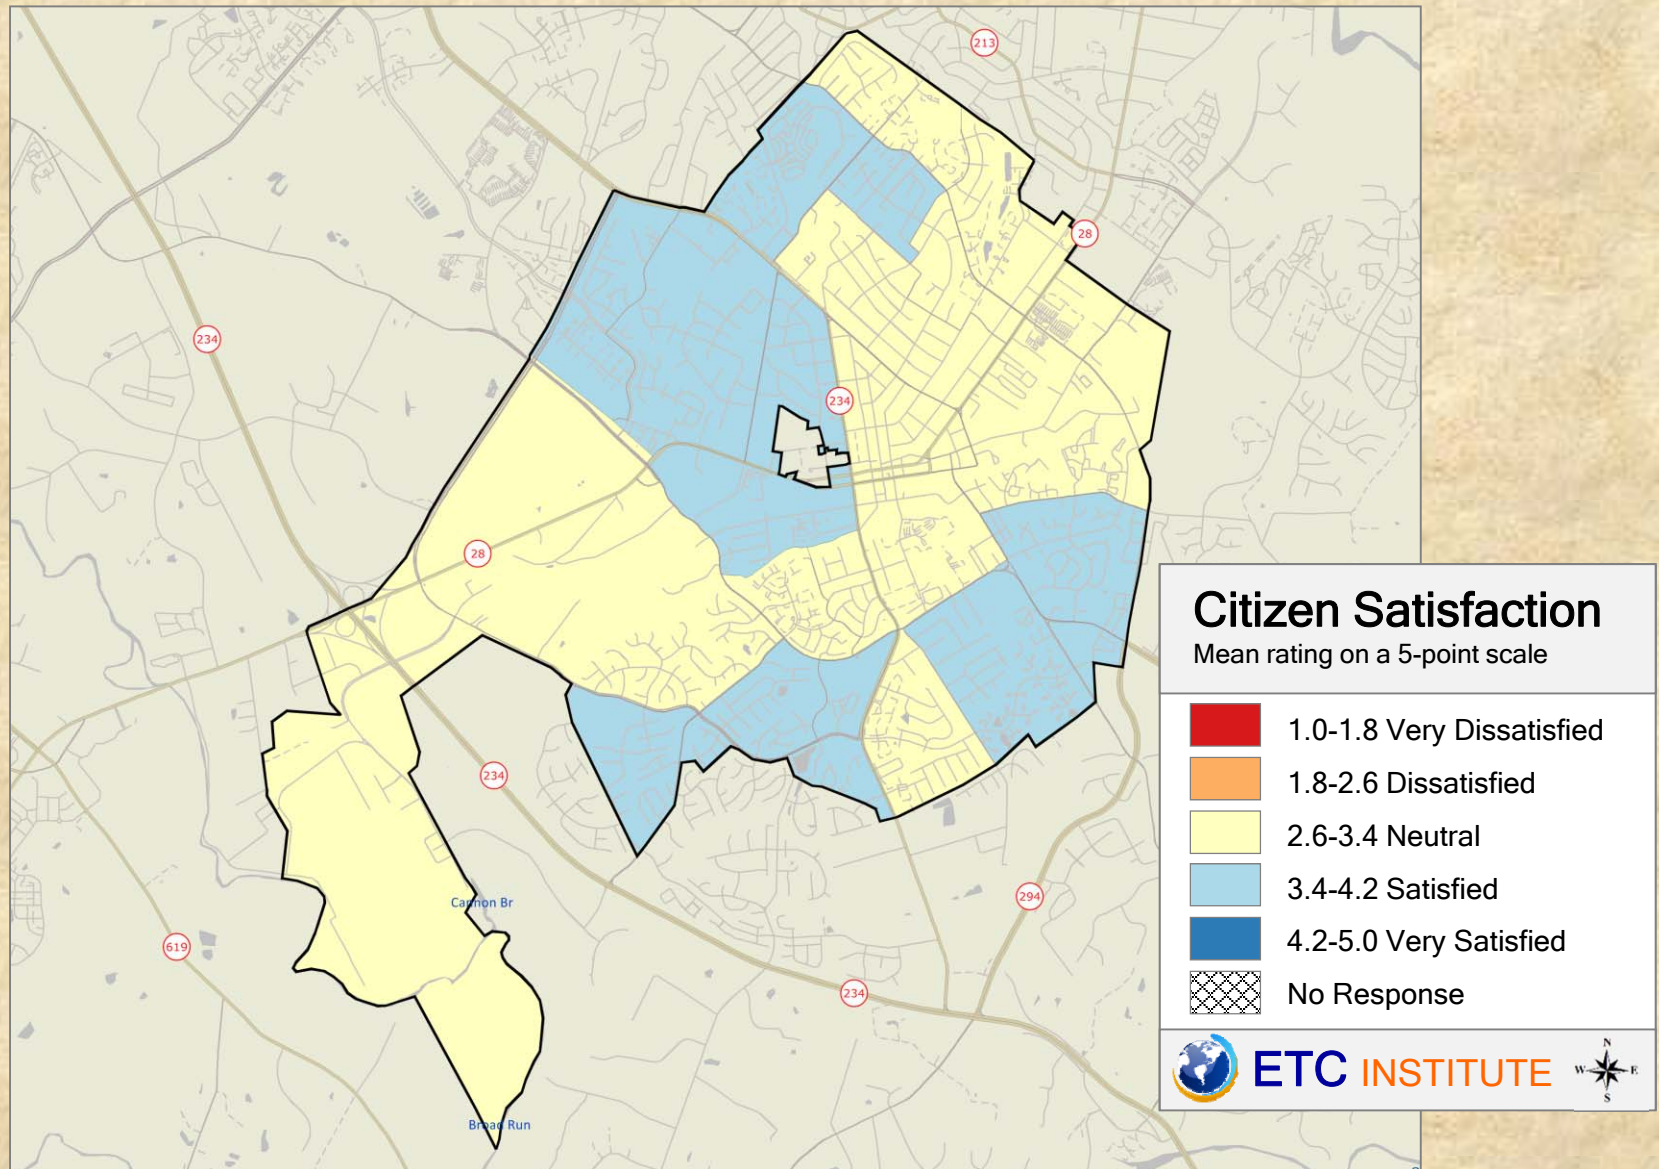 213
28
234
234
28
234
Cannon Br
294
619
234
Broad Run
Citizen Satisfaction
Mean rating on a 5-point scale
1.0-1.8 Very Dissatisfied
1.8-2.6 Dissatisfied
2.6-3.4 Neutral
3.4-4.2 Satisfied
4.2-5.0 Very Satisfied
No Response
ETC INSTITUTE
N
W E
S